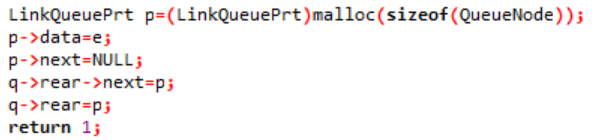 LinkQueuePrt p=(LinkQueuePrt)malloc(sizeof(QueueNode));
p->data=e;
p->next=NULL;
q->rear->next=p;
q->rear=p;
return 1;